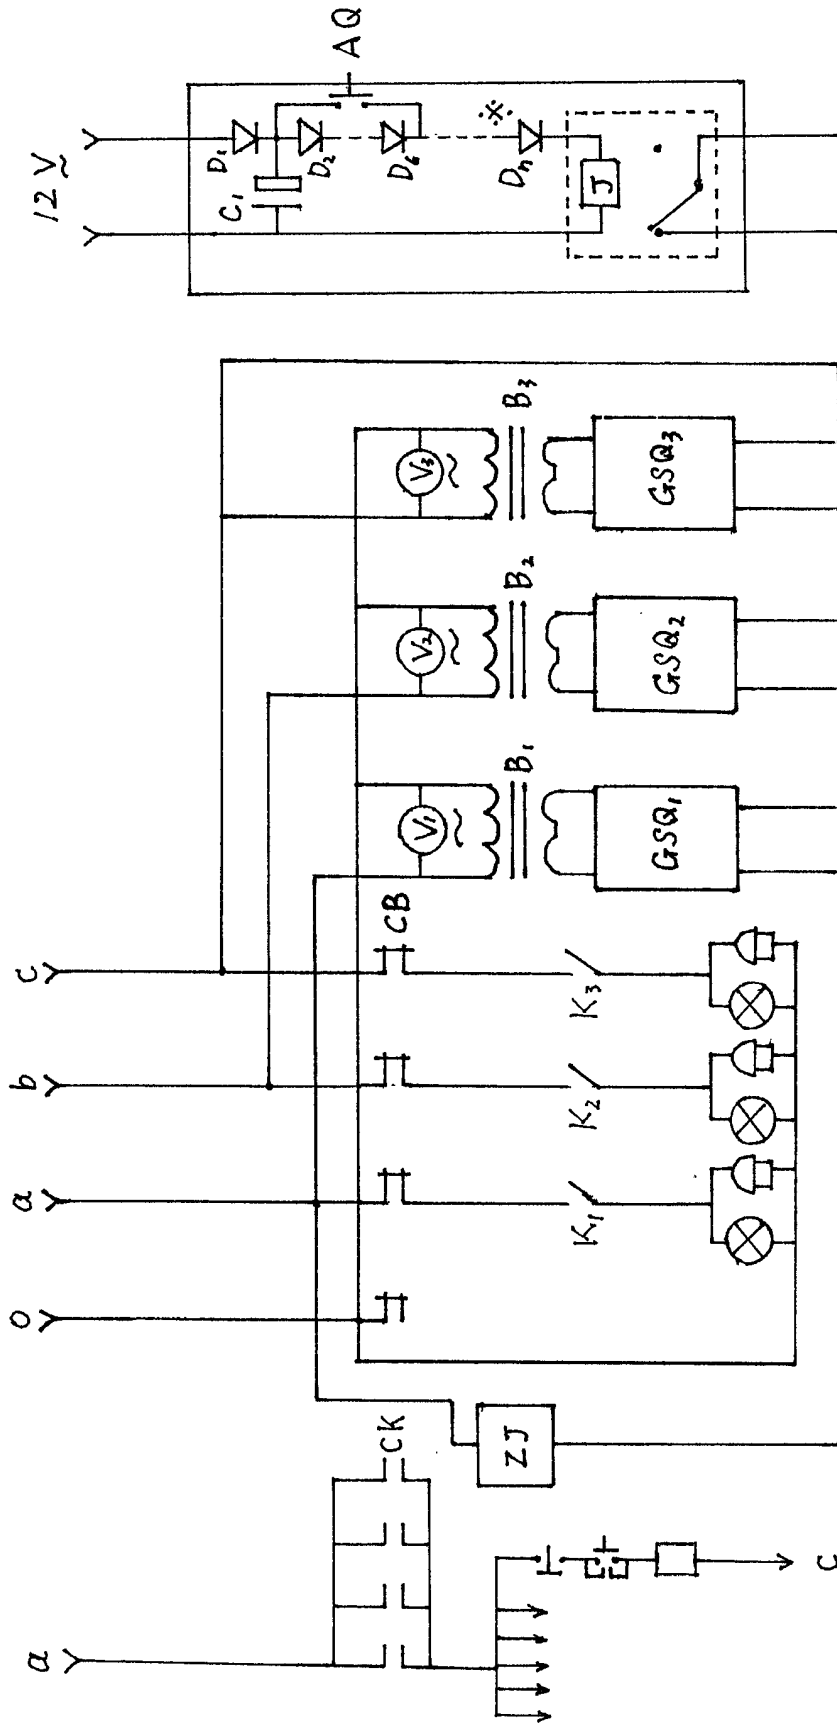 12V
~
D₁
C₁
D₂
D₆
AQ
※
Dn
J
V₃
~
B₃
GSQ₃
V₂
~
B₂
GSQ₂
V₁
~
B₁
GSQ₁
c
b
a
o
CB
K₃
K₂
K₁
ZJ
CK
a
c